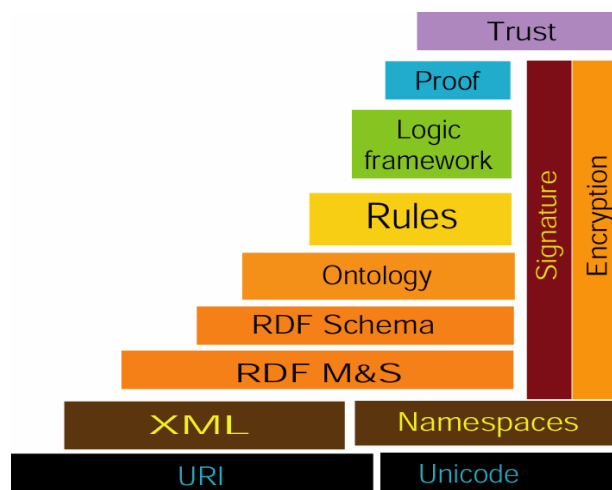 Trust
Proof
Logic
framework
Rules
Ontology
RDF Schema
RDF M&S
Signature
Encryption
XML
Namespaces
URI
Unicode